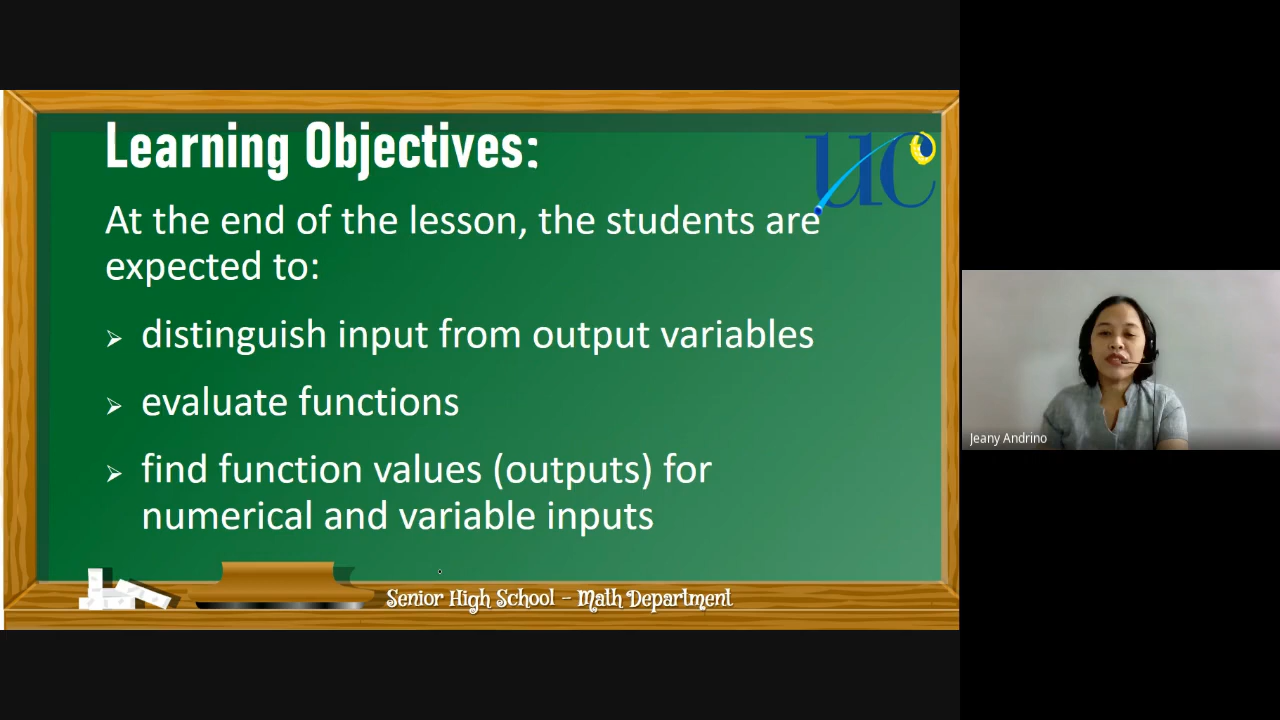 Learning Objectives:
uc
At the end of the lesson, the students are
expected to:
➢ distinguish input from output variables
➢ evaluate functions
➢ find function values (outputs) for
numerical and variable inputs
Senior High School - Math Department
Jeany Andrino